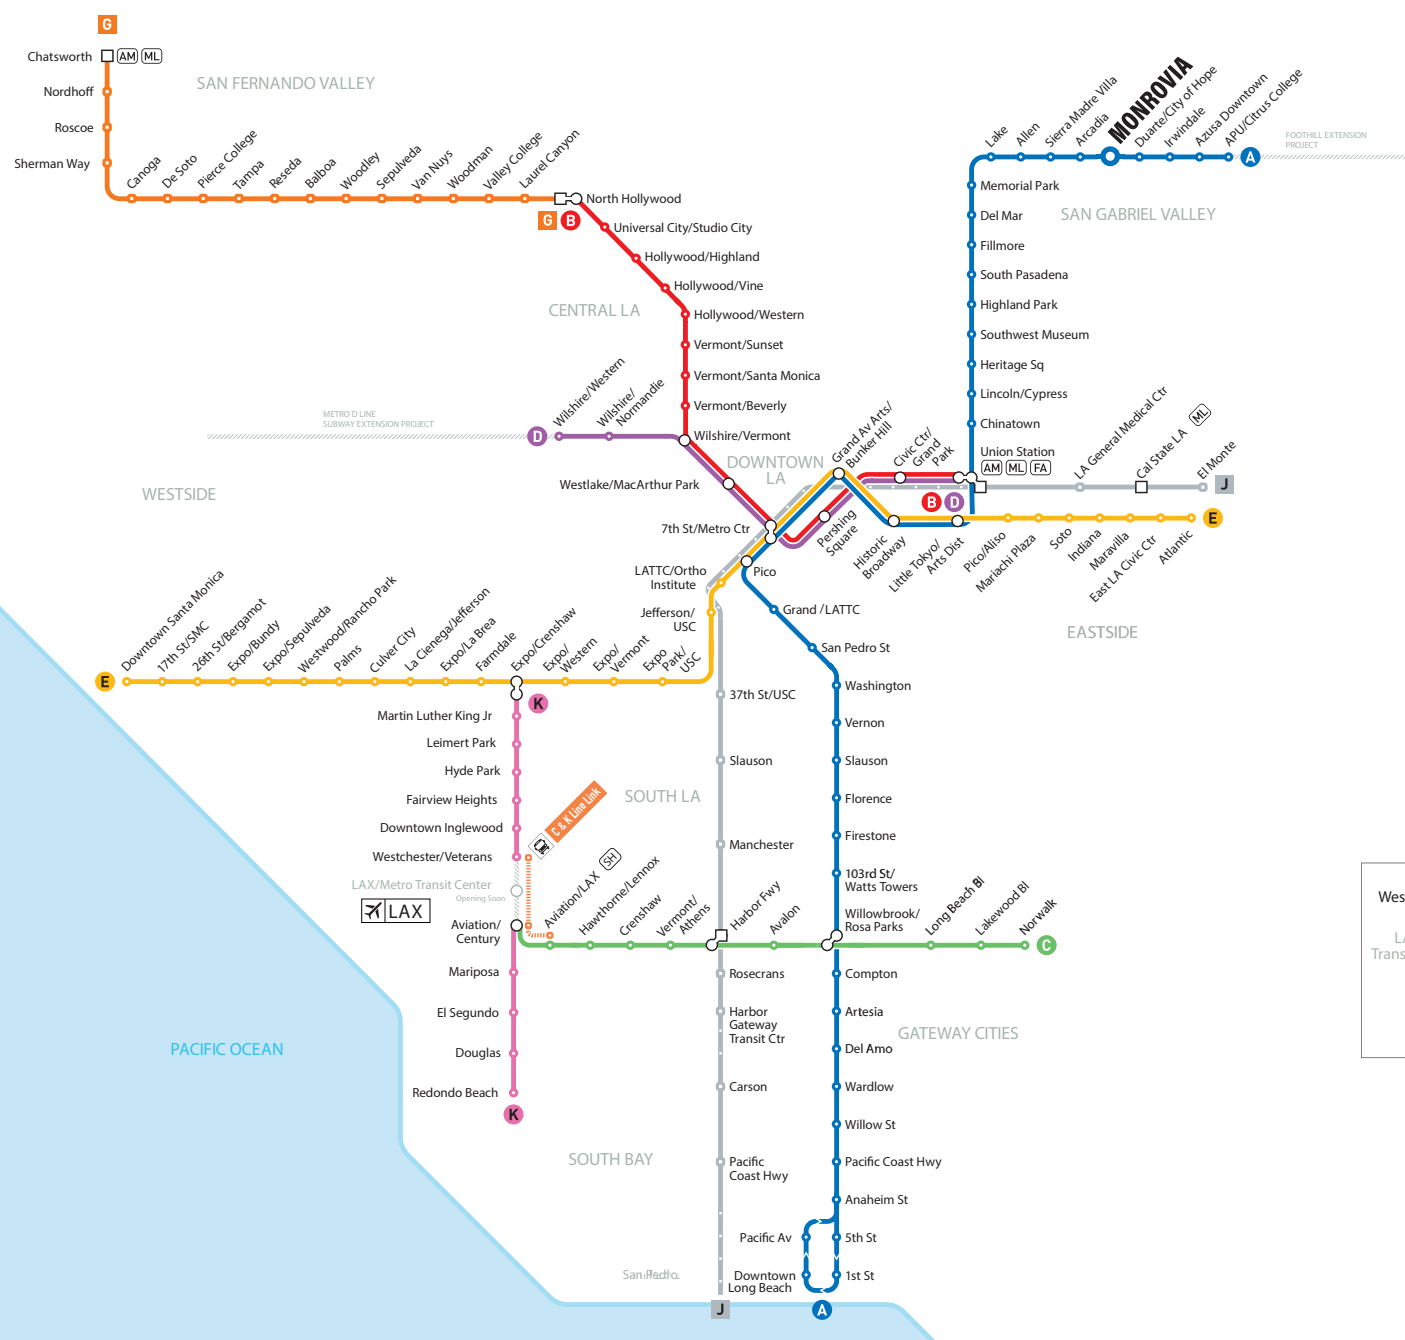 G
Chatsworth
AM ML
Nordhoff
Roscoe
Sherman Way
SAN FERNANDO VALLEY
Canoga
De Soto
Pierce College
Tampa
Reseda
Balboa
Woodley
Sepulveda
Van Nuys
Woodman
Valley College
Laurel Canyon
North Hollywood
G B
Universal City/Studio City
Hollywood/Highland
Hollywood/Vine
CENTRAL LA
Hollywood/Western
Vermont/Sunset
Vermont/Santa Monica
Vermont/Beverly
Wilshire/Vermont
METRO D LINE
SUBWAY EXTENSION PROJECT
D
Wilshire/Western
Wilshire/
Normandie
WESTSIDE
Westlake/MacArthur Park
DOWNTOWN
LA
7th St/Metro Ctr
Lake
Allen
Sierra Madre Villa
Arcadia
MONROVIA
Duarte/City of Hope
Irwindale
Azusa Downtown
APU/Citrus College
A
FOOTHILL EXTENSION
PROJECT
Memorial Park
Del Mar
SAN GABRIEL VALLEY
Fillmore
South Pasadena
Highland Park
Southwest Museum
Heritage Sq
Lincoln/Cypress
Chinatown
Union Station
AM ML FA
Grand Av Arts/
Bunker Hill
Civic Ctr/
Grand
Park
B D
LA General Medical Ctr
Cal State LA
ML
El Monte
J
Pershing
Square
Historic
Broadway
Little Tokyo/
Arts Dist
Pico/Aliso
Mariachi Plaza
Soto
Indiana
Maravilla
East LA Civic Ctr
Atlantic
E
EASTSIDE
LATTC/Ortho
Institute
Pico
Jefferson/
USC
Grand /LATTC
San Pedro St
Washington
Vernon
Slauson
Florence
Firestone
103rd St/
Watts Towers
Willowbrook/
Rosa Parks
E
Downtown Santa Monica
17th St/SMC
26th St/Bergamot
Expo/Bundy
Expo/Sepulveda
Westwood/Rancho Park
Palms
Culver City
La Cienega/Jefferson
Expo/La Brea
Farmdale
Expo/Crenshaw
Expo/
Western
Expo/
Vermont
Expo
Park/
USC
K
Martin Luther King Jr
Leimert Park
Hyde Park
Fairview Heights
Downtown Inglewood
Westchester/Veterans
LAX/Metro Transit Center
Opening Soon
LAX
C & K Line Link
Aviation/
Century
Aviation/LAX
SH
Hawthorne/Lennox
Crenshaw
Vermont/
Athens
Harbor Fwy
Avalon
Long Beach Bl
Lakewood Bl
Norwalk
C
37th St/USC
Slauson
SOUTH LA
Manchester
Rosecrans
Harbor
Gateway
Transit Ctr
Carson
Pacific
Coast Hwy
San Pedro
J
Mariposa
El Segundo
Douglas
Redondo Beach
K
PACIFIC OCEAN
SOUTH BAY
GATEWAY CITIES
Compton
Artesia
Del Amo
Wardlow
Willow St
Pacific Coast Hwy
Anaheim St
Pacific Av
5th St
Downtown
Long Beach
1st St
A
Wes
LA
Trans